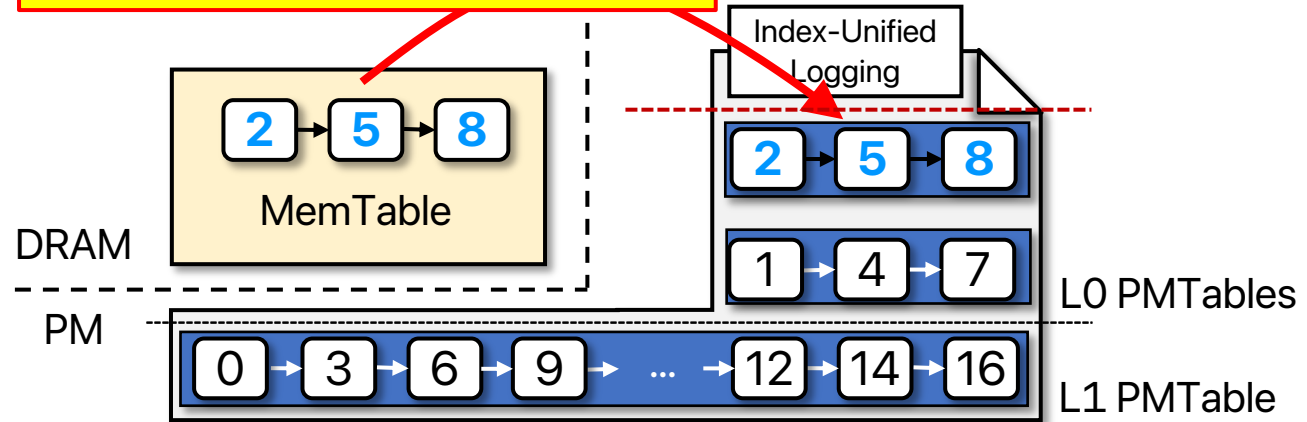 Index-Unified
Logging
2 5 8
MemTable
DRAM
2 5 8
1 4 7
L0 PMTables
PM
0 3 6 9 ... 12 14 16
L1 PMTable